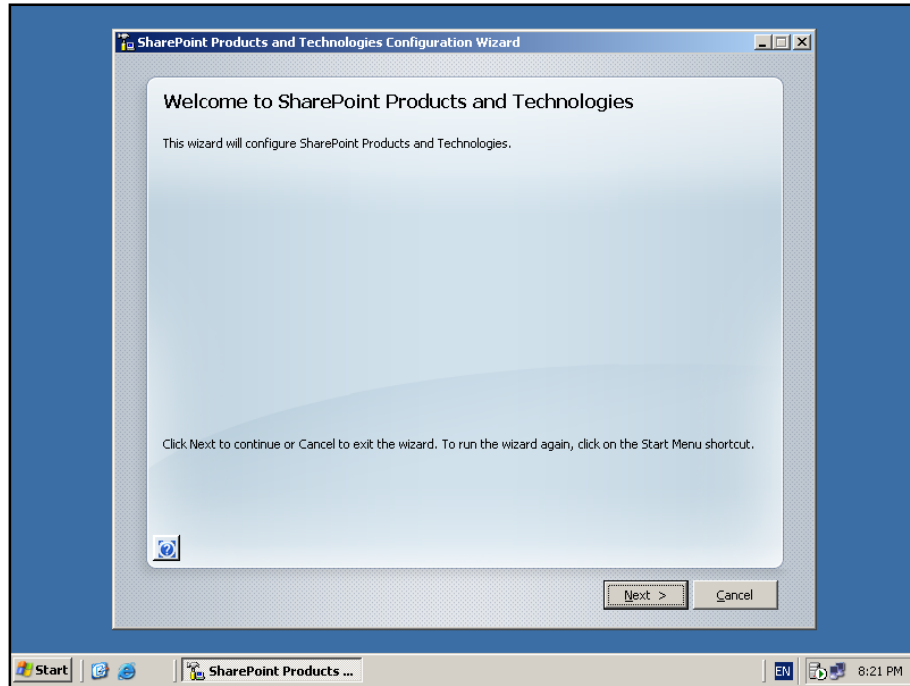 SharePoint Products and Technologies Configuration Wizard
Welcome to SharePoint Products and Technologies
This wizard will configure SharePoint Products and Technologies.
Click Next to continue or Cancel to exit the wizard. To run the wizard again, click on the Start Menu shortcut.
Next >
Cancel
Start
SharePoint Products ...
EN
8:21 PM